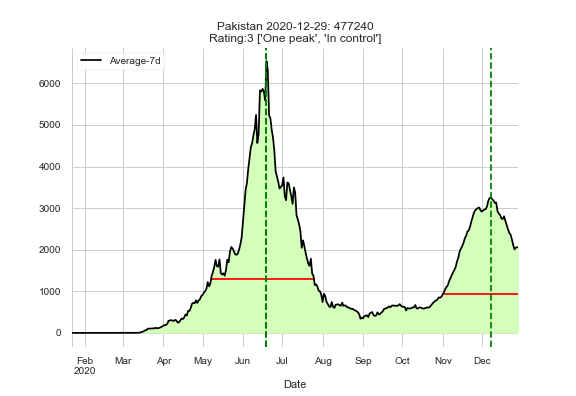 Pakistan 2020-12-29: 477240
Rating:3 ['One peak', 'In control']
Average-7d
6000
5000
4000
3000
2000
1000
0
Feb Mar Apr May Jun Jul Aug Sep Oct Nov Dec
2020
Date